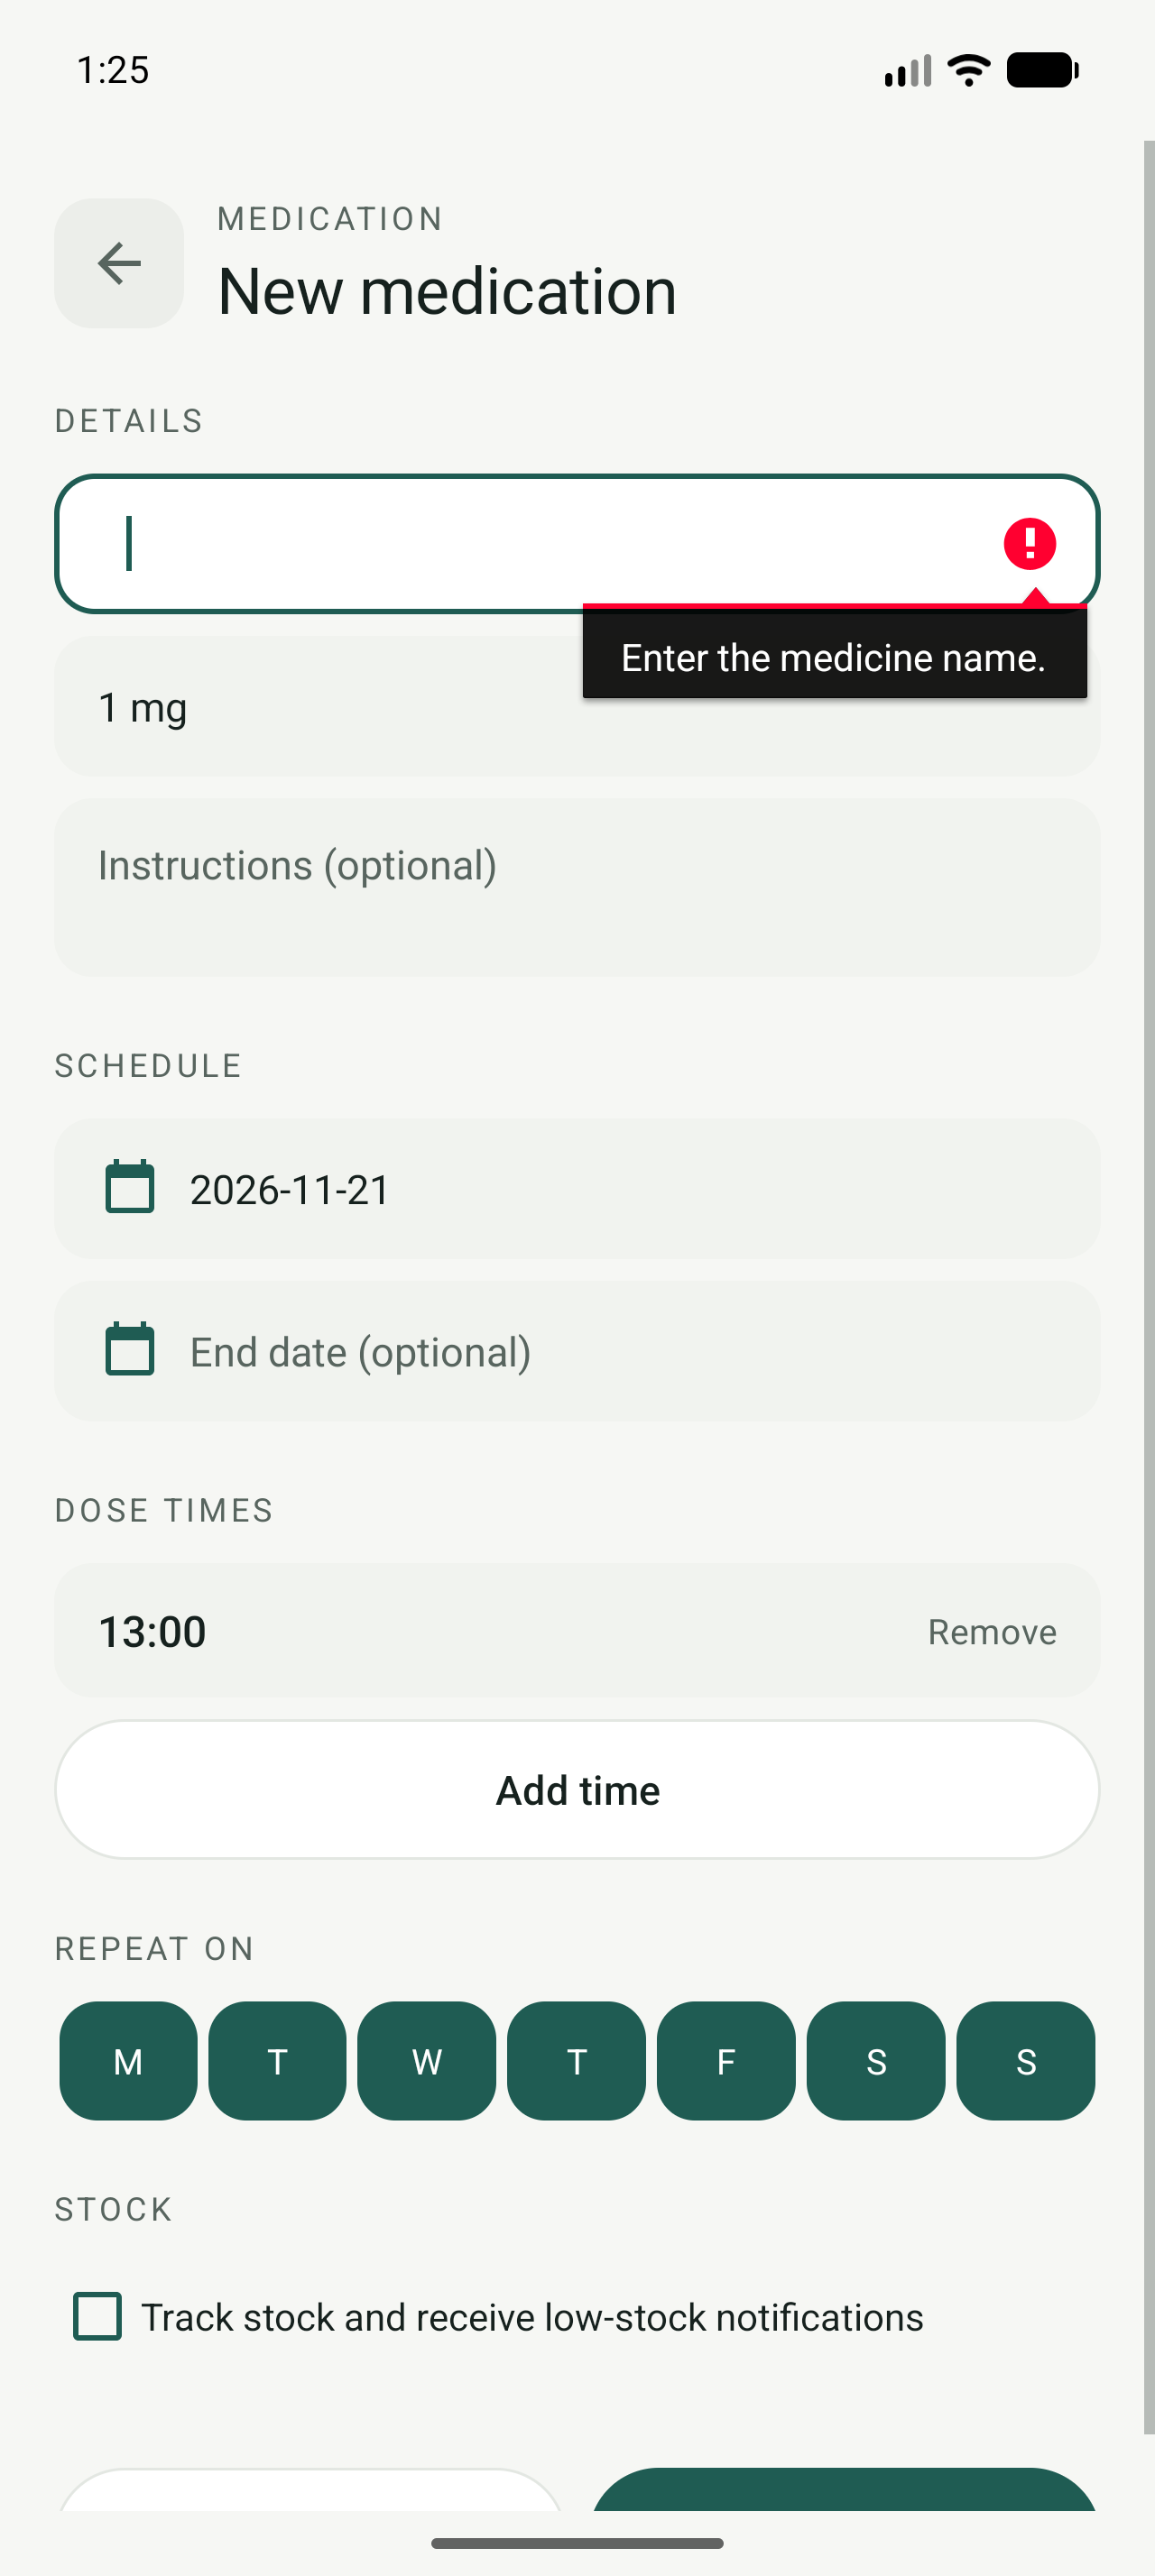 1:25
MEDICATION
New medication
DETAILS
Enter the medicine name.
1 mg
Instructions (optional)
SCHEDULE
2026-11-21
End date (optional)
DOSE TIMES
13:00 Remove
Add time
REPEAT ON
M T W T F S S
STOCK
Track stock and receive low-stock notifications